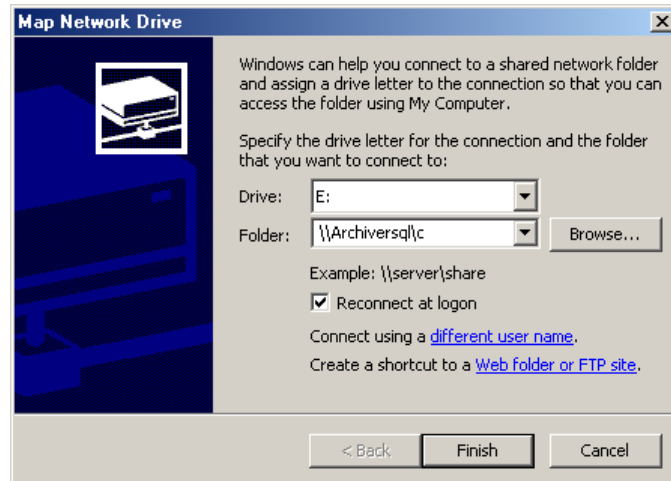 Map Network Drive
Windows can help you connect to a shared network folder
and assign a drive letter to the connection so that you can
access the folder using My Computer.
Specify the drive letter for the connection and the folder
that you want to connect to:
Drive: E:
Folder: \\Archiversql\c Browse...
Example: \\server\share
Reconnect at logon
Connect using a different user name.
Create a shortcut to a Web folder or FTP site.
< Back Finish Cancel